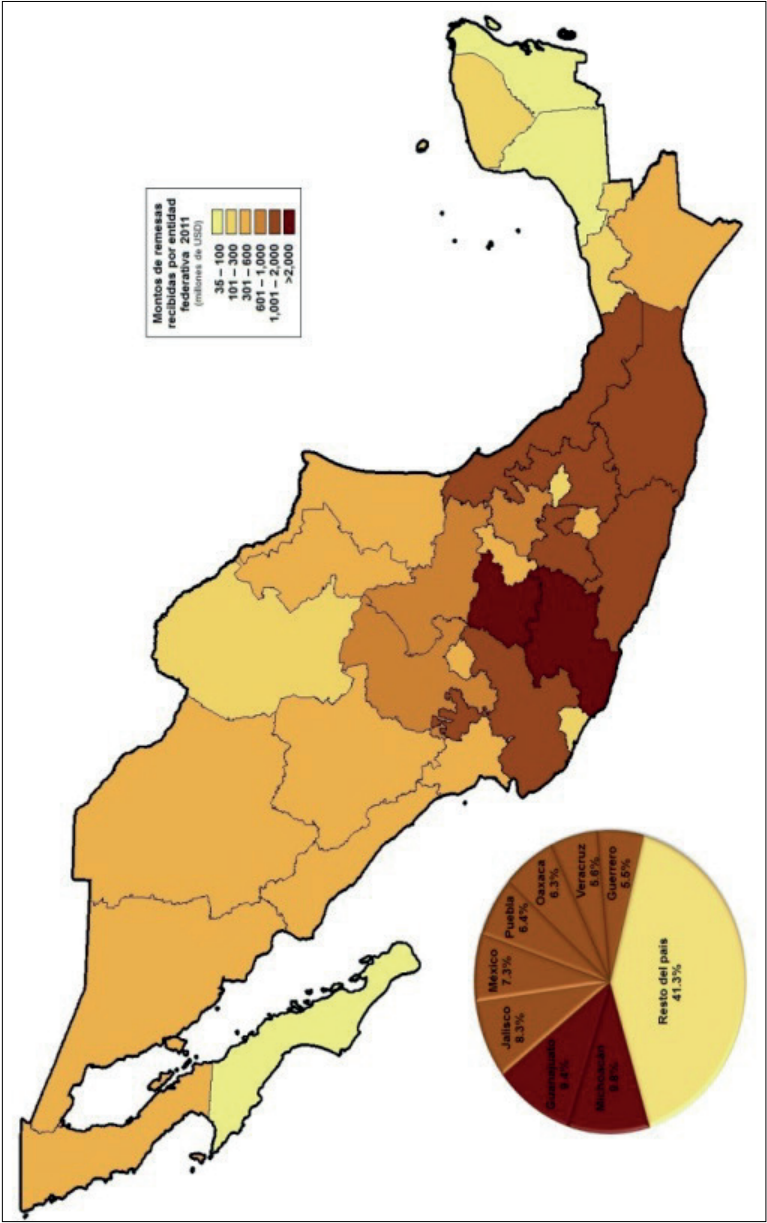 Montos de remesas
recibidas por entidad
federativa 2011
(millones de USD)
35 – 100
101 – 300
301 – 600
601 – 1,000
1,001 – 2,000
>2,000
Guerrero
5.5%
Veracruz
5.6%
Oaxaca
6.3%
Puebla
6.4%
México
7.3%
Jalisco
8.3%
Guanajuato
9.4%
Michoacán
9.8%
Resto del país
41.3%